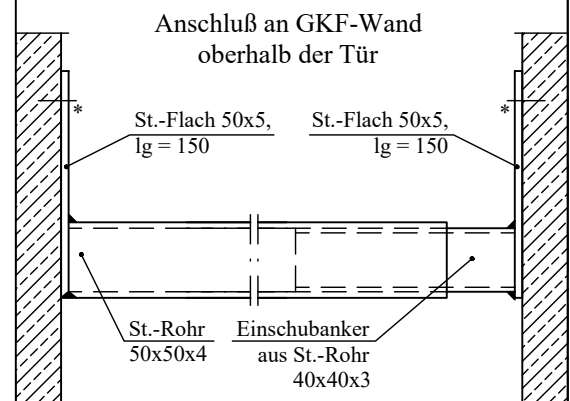 Anschluß an GKF-Wand
oberhalb der Tür
*
*
St.-Flach 50x5,
lg = 150
St.-Flach 50x5,
lg = 150
St.-Rohr
50x50x4
Einschubanker
aus St.-Rohr
40x40x3